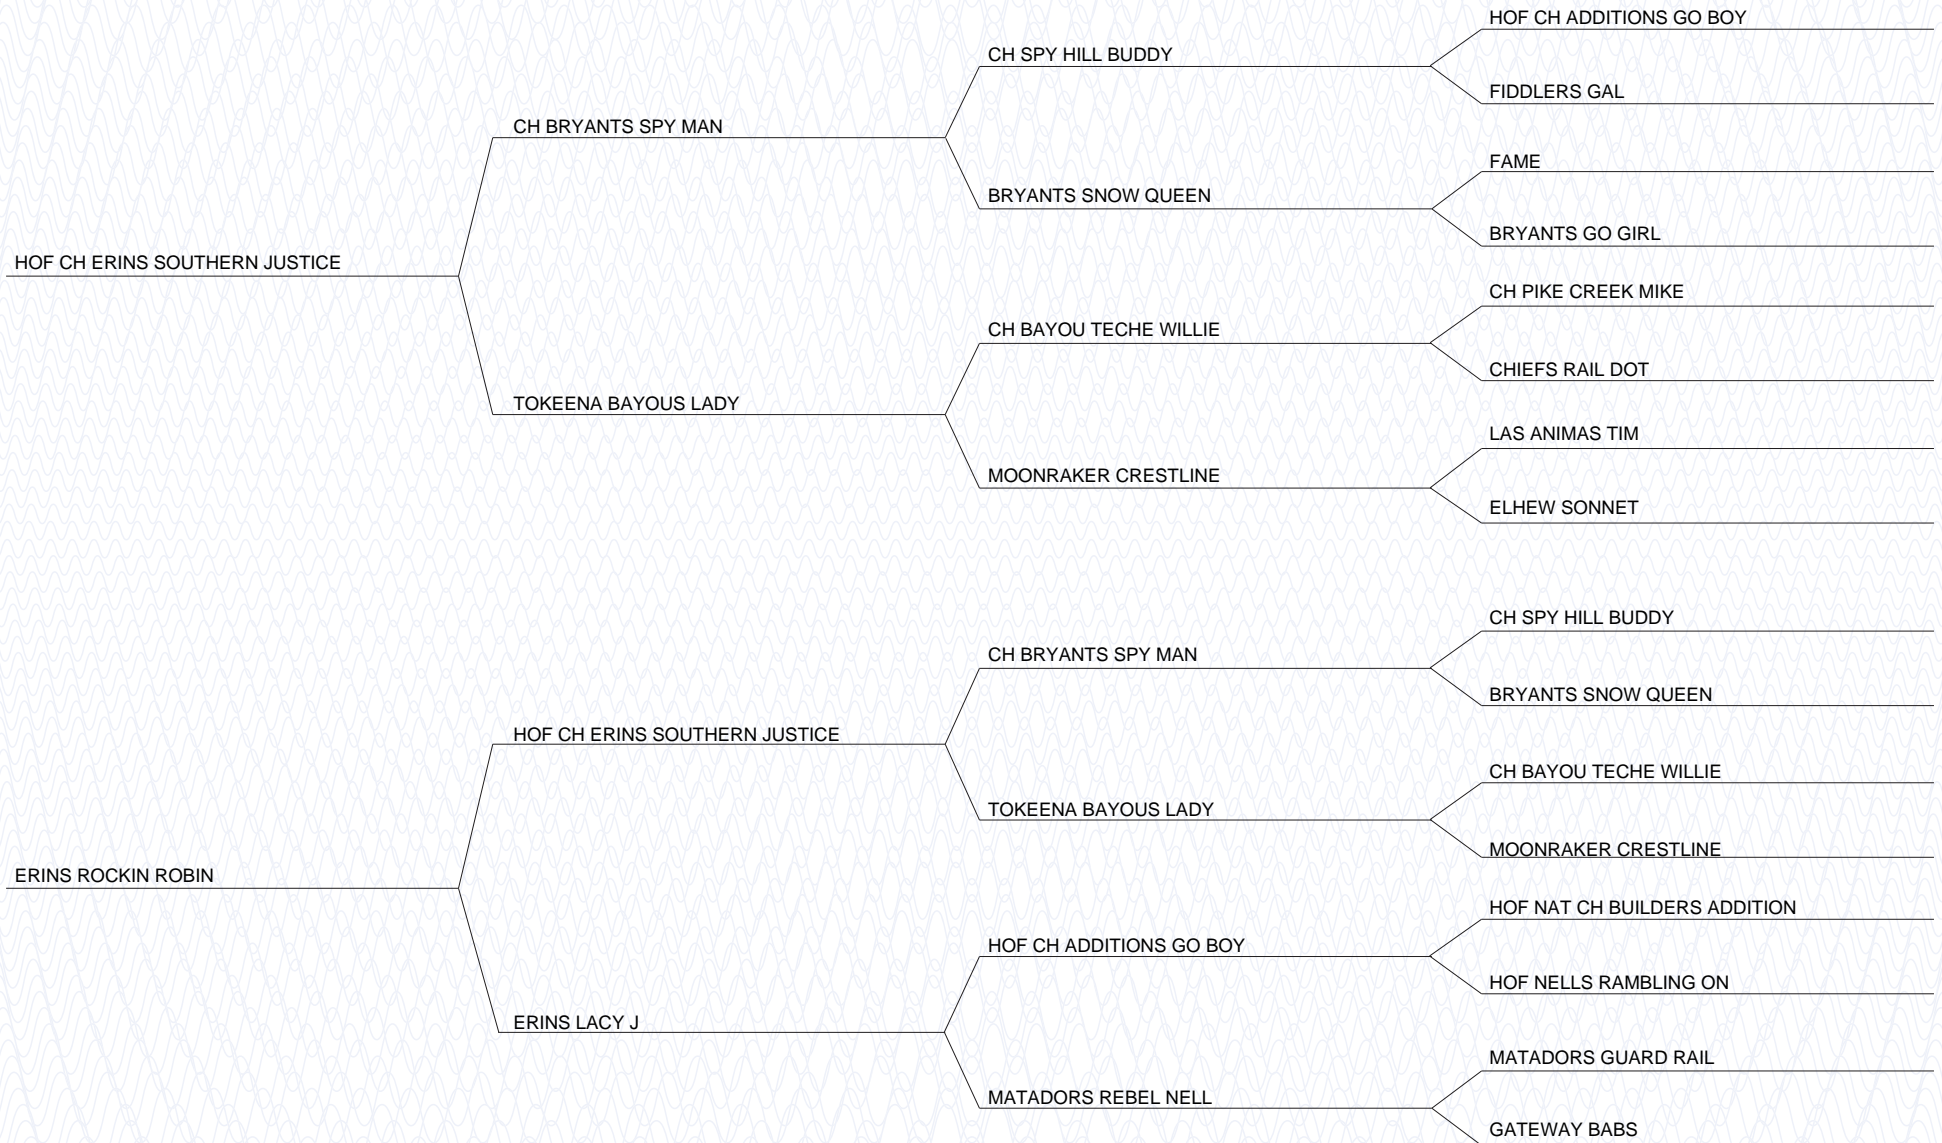 HOF CH ADDITIONS GO BOY
CH SPY HILL BUDDY
FIDDLERS GAL
CH BRYANTS SPY MAN
FAME
BRYANTS SNOW QUEEN
BRYANTS GO GIRL
HOF CH ERINS SOUTHERN JUSTICE
CH PIKE CREEK MIKE
CH BAYOU TECHE WILLIE
CHIEFS RAIL DOT
TOKEENA BAYOUS LADY
LAS ANIMAS TIM
MOONRAKER CRESTLINE
ELHEW SONNET
CH SPY HILL BUDDY
CH BRYANTS SPY MAN
BRYANTS SNOW QUEEN
HOF CH ERINS SOUTHERN JUSTICE
CH BAYOU TECHE WILLIE
TOKEENA BAYOUS LADY
MOONRAKER CRESTLINE
ERINS ROCKIN ROBIN
HOF NAT CH BUILDERS ADDITION
HOF CH ADDITIONS GO BOY
HOF NELLS RAMBLING ON
ERINS LACY J
MATADORS GUARD RAIL
MATADORS REBEL NELL
GATEWAY BABS